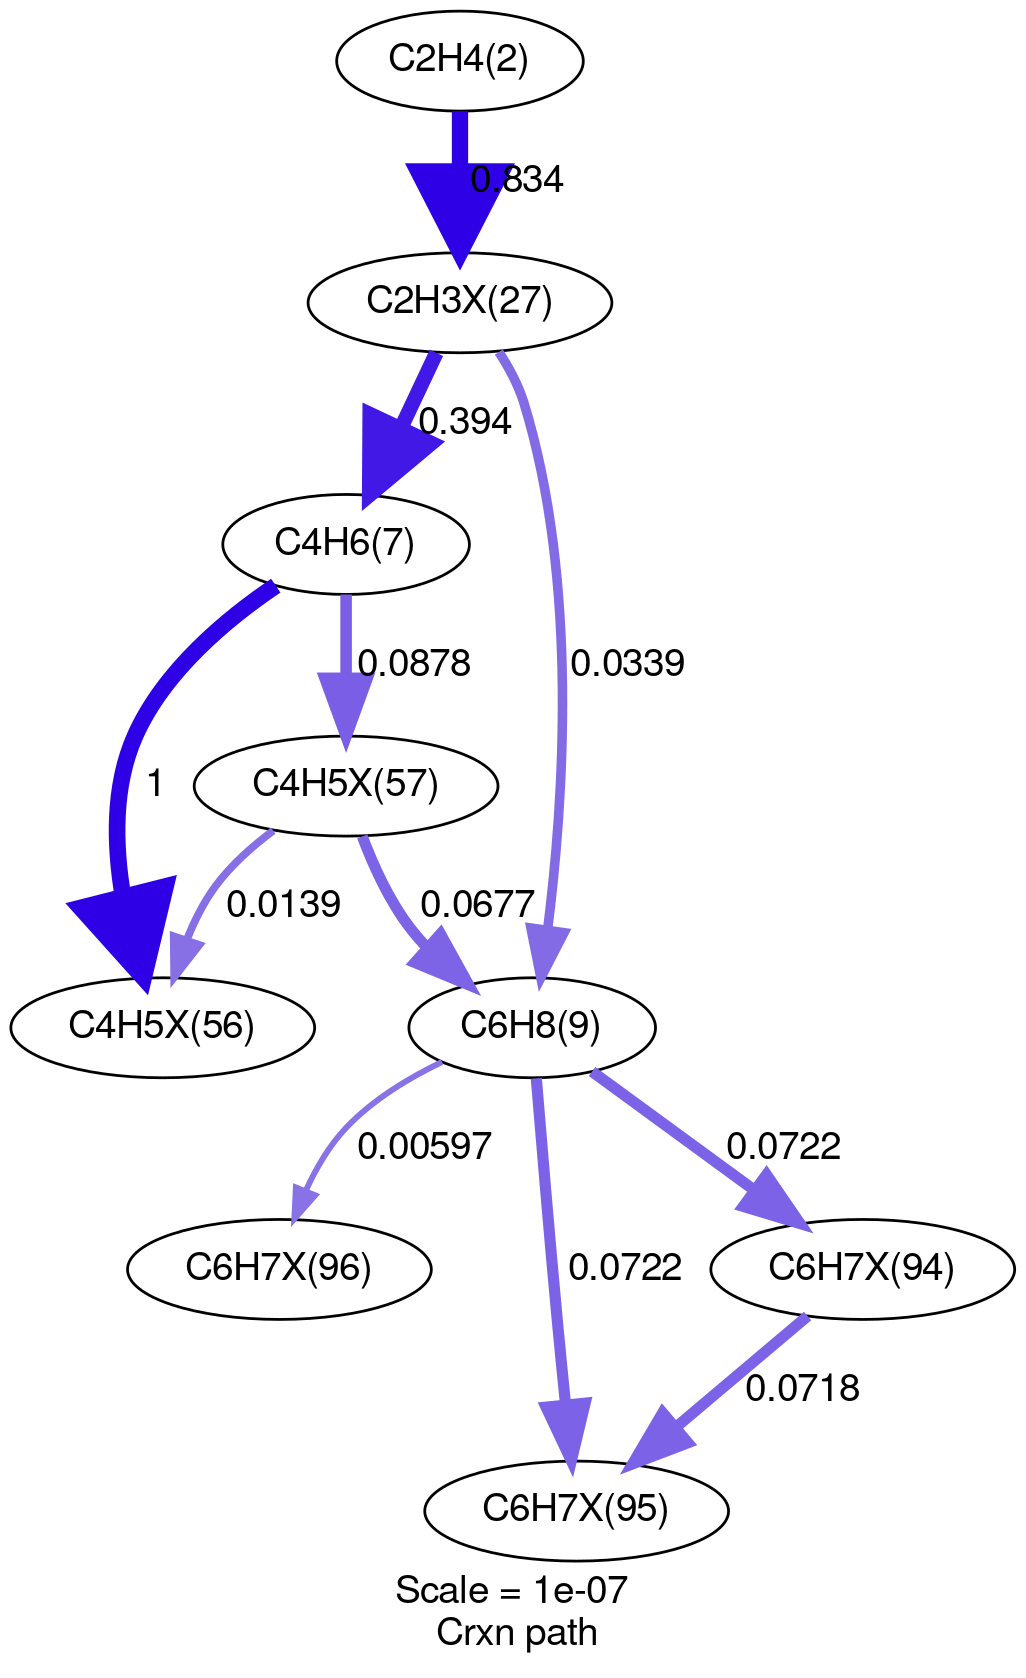 C2H4(2)
0.834
C2H3X(27)
0.394
C4H6(7)
0.0878
0.0339
1
C4H5X(57)
0.0139
0.0677
C4H5X(56)
C6H8(9)
0.00597
0.0722
0.0722
C6H7X(96)
C6H7X(94)
0.0718
C6H7X(95)
Scale = 1e-07
Crxn path